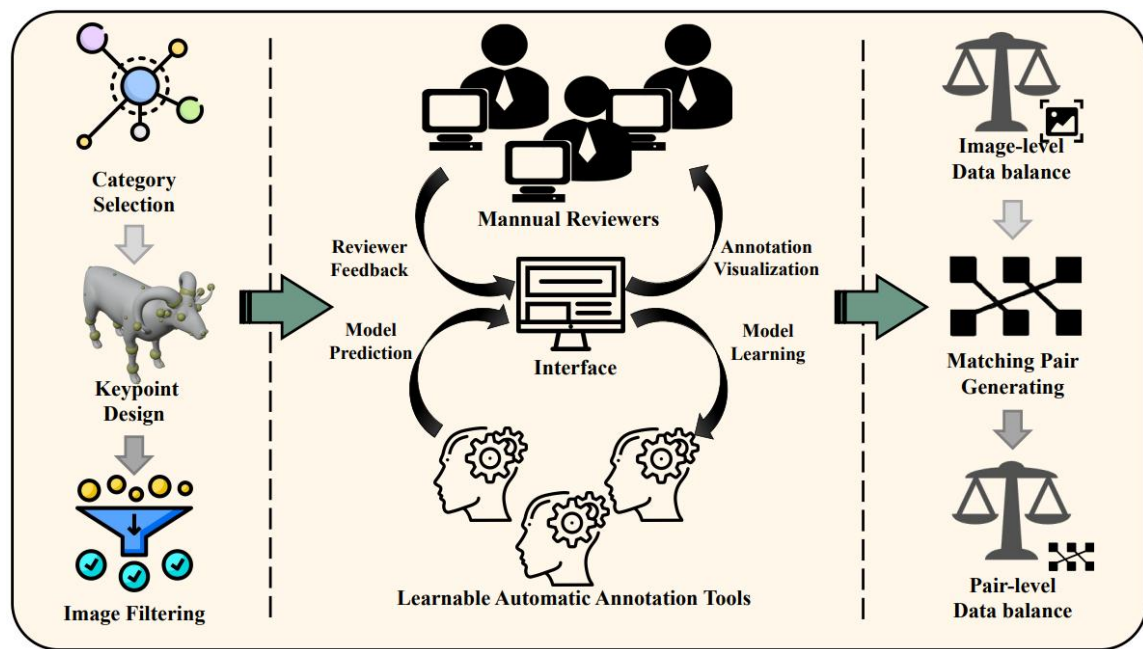 Category
Selection
Keypoint
Design
Image Filtering
Mannual Reviewers
Reviewer
Feedback
Annotation
Visualization
Model
Prediction
Interface
Model
Learning
Learnable Automatic Annotation Tools
Image-level
Data balance
Matching Pair
Generating
Pair-level
Data balance